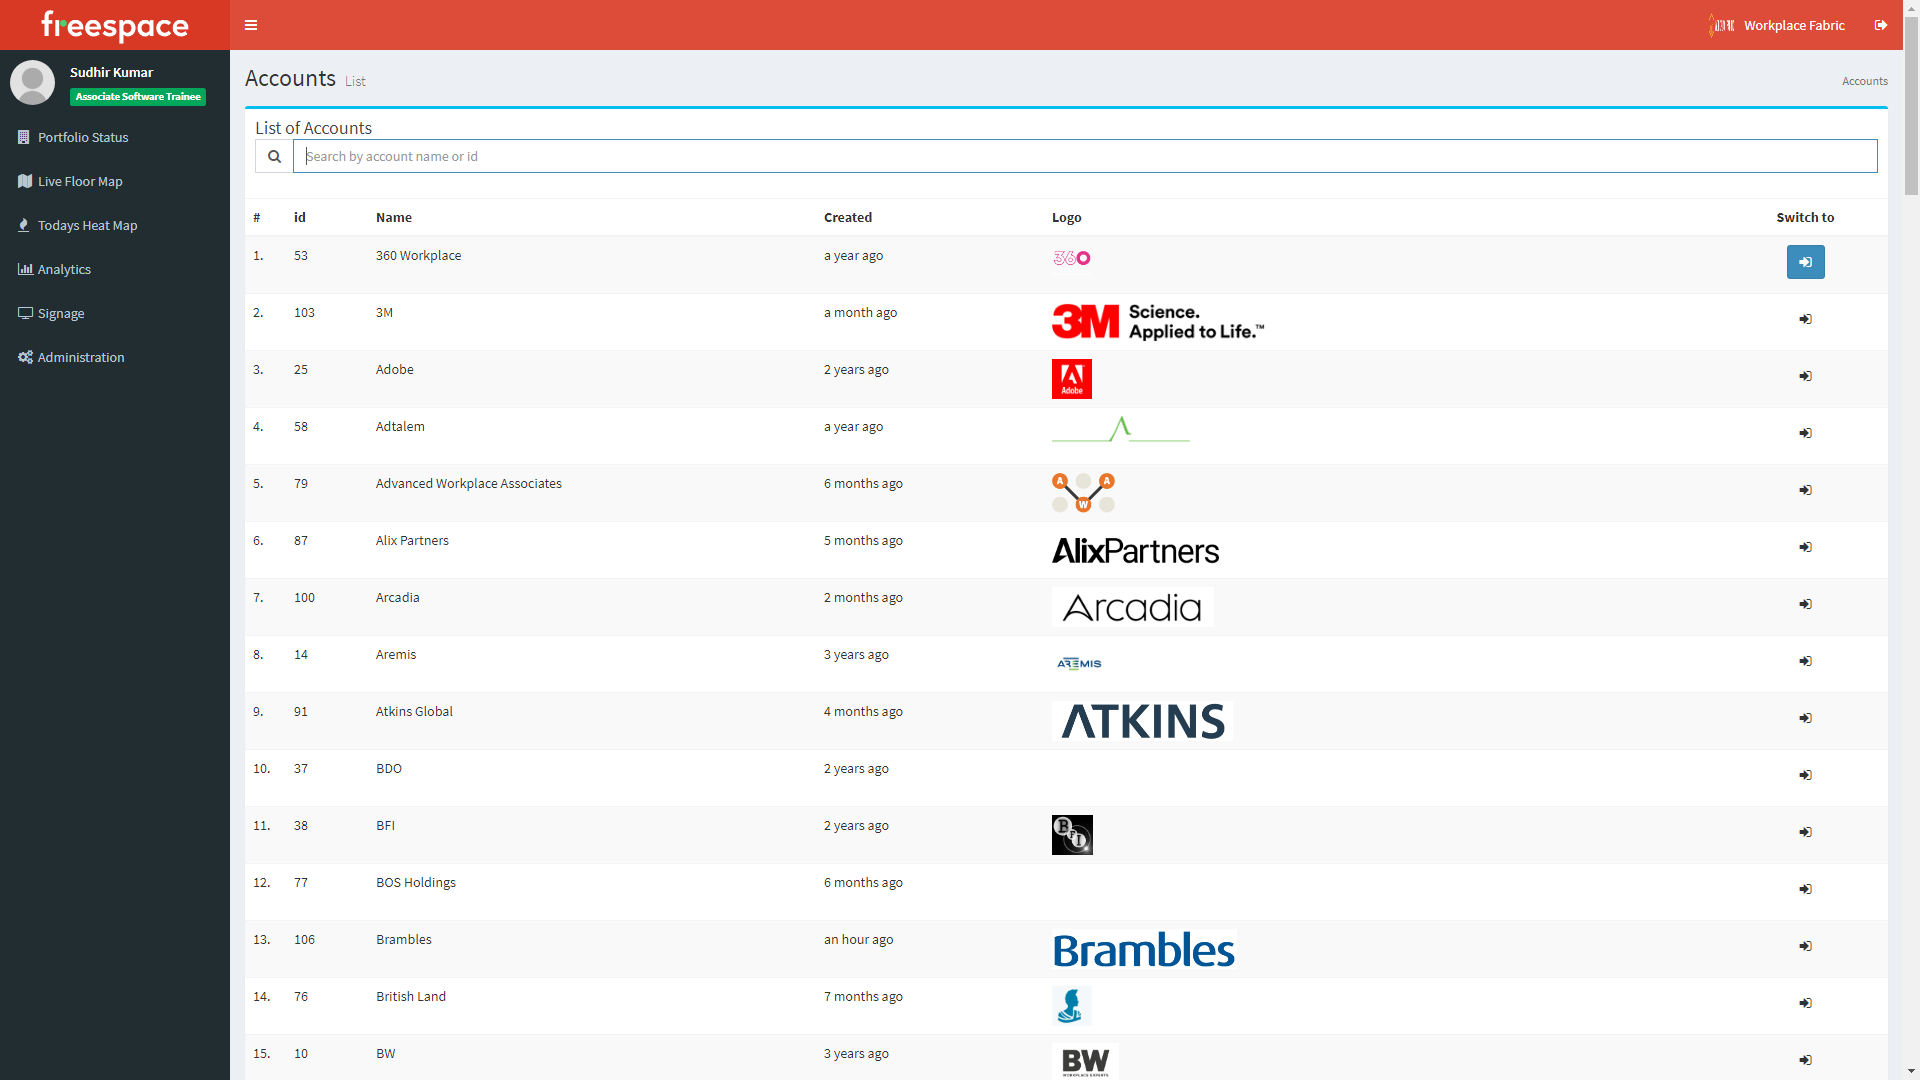 freespace
Workplace Fabric
Sudhir Kumar
Associate Software Trainee
Portfolio Status
Live Floor Map
Todays Heat Map
Analytics
Signage
Administration
Accounts List
Accounts
List of Accounts
Search by account name or id
# id Name Created Logo Switch to
1. 53 360 Workplace a year ago 360
2. 103 3M a month ago 3M Science. Applied to Life.™
3. 25 Adobe 2 years ago Adobe
4. 58 Adtalem a year ago
5. 79 Advanced Workplace Associates 6 months ago A W A
6. 87 Alix Partners 5 months ago AlixPartners
7. 100 Arcadia 2 months ago Arcadia
8. 14 Aremis 3 years ago AREMIS
9. 91 Atkins Global 4 months ago ATKINS
10. 37 BDO 2 years ago
11. 38 BFI 2 years ago BFI
12. 77 BOS Holdings 6 months ago
13. 106 Brambles an hour ago Brambles
14. 76 British Land 7 months ago
15. 10 BW 3 years ago BW